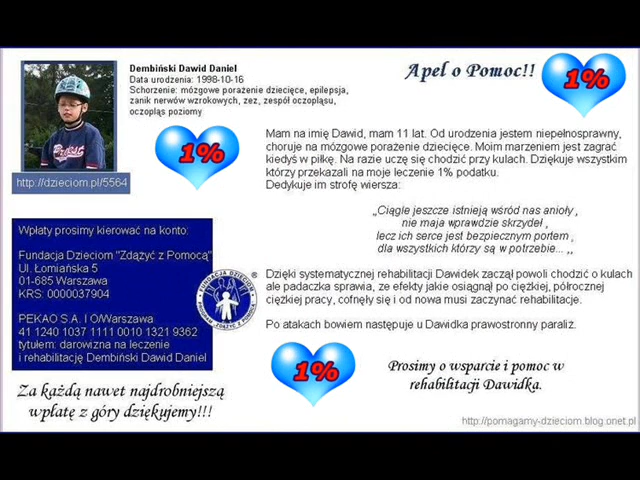 Dembiński Dawid Daniel
Data urodzenia: 1998-10-16
Schorzenie: mózgowe porażenie dziecięce, epilepsja,
zanik nerwów wzrokowych, zez, zespół oczopląsu,
oczopląs poziomy
Apel o Pomoc!!
1%
1%
http://dzieciom.pl/5564
Mam na imię Dawid, mam 11 lat. Od urodzenia jestem niepełnosprawny,
choruje na mózgowe porażenie dziecięce. Moim marzeniem jest zagrać
kiedyś w piłkę. Na razie uczę się chodzić przy kulach. Dziękuje wszystkim
którzy przekazali na moje leczenie 1% podatku.
Dedykuje im strofę wiersza:
„Ciągle jeszcze istnieją wśród nas anioły ,
nie maja wprawdzie skrzydeł ,
lecz ich serce jest bezpiecznym portem ,
dla wszystkich którzy są w potrzebie... „
Wpłaty prosimy kierować na konto:
Fundacja Dzieciom "Zdążyć z Pomocą"
Ul. Łomiańska 5
01-685 Warszawa
KRS: 0000037904
PEKAO S.A. I O/Warszawa
41 1240 1037 1111 0010 1321 9362
tytułem: darowizna na leczenie
i rehabilitację Dembiński Dawid Daniel
FUNDACJA DZIECIOM
"ZDĄŻYĆ Z POMOCĄ"
®
Dzięki systematycznej rehabilitacji Dawidek zaczął powoli chodzić o kulach
ale padaczka sprawia, ze efekty jakie osiągnął po ciężkiej, półrocznej
ciężkiej pracy, cofnęły się i od nowa musi zaczynać rehabilitacje.
Po atakach bowiem następuje u Dawidka prawostronny paraliż.
1%
Prosimy o wsparcie i pomoc w
rehabilitacji Dawidka.
Za każdą nawet najdrobniejszą
wpłatę z góry dziękujemy!!!
http://pomagamy-dzieciom.blog.onet.pl